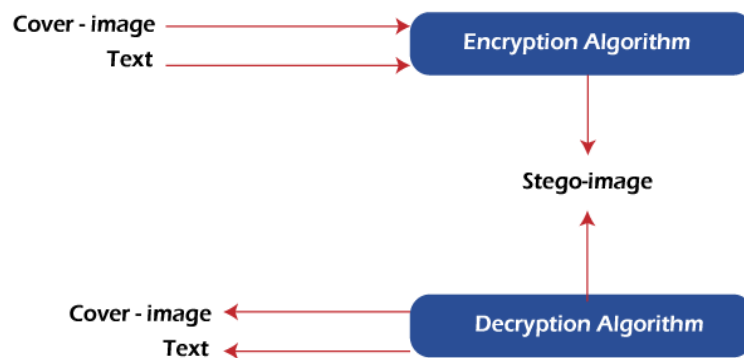 Cover - image
Text
Encryption Algorithm
Stego-image
Cover - image
Text
Decryption Algorithm